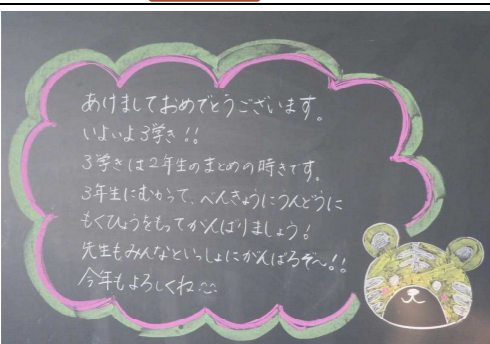 あけましておめでとうございます。
いよいよ3学き!!
3学きは2年生のまとめの時きです。
3年生にむかって、べんきょうにうんどうに
もくひょうをもってがんばりましょう!
先生もみんなといっしょにがんばるぞ〜!!
今年もよろしくね